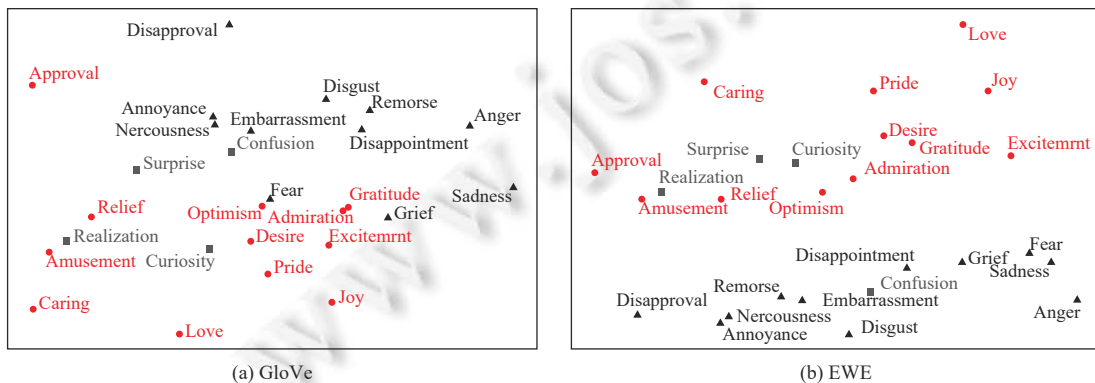 Disapproval
Approval
Disgust
Remorse
Annoyance
Nercousness
Embarrassment
Anger
Disappointment
Confusion
Surprise
Fear
Sadness
Relief
Optimism
Gratitude
Admiration
Grief
Realization
Desire
Excitemrnt
Amusement
Curiosity
Pride
Caring
Joy
Love
(a) GloVe
Love
Caring
Pride
Joy
Desire
Gratitude
Excitemrnt
Surprise
Curiosity
Approval
Admiration
Realization
Amusement
Relief
Optimism
Disappointment
Fear
Grief
Sadness
Confusion
Remorse
Embarrassment
Disapproval
Anger
Nercousness
Annoyance
Disgust
(b) EWE
www.jos.